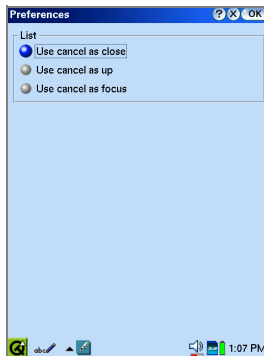 Preferences ? X OK
List
Use cancel as close
Use cancel as up
Use cancel as focus
abc 1:07 PM